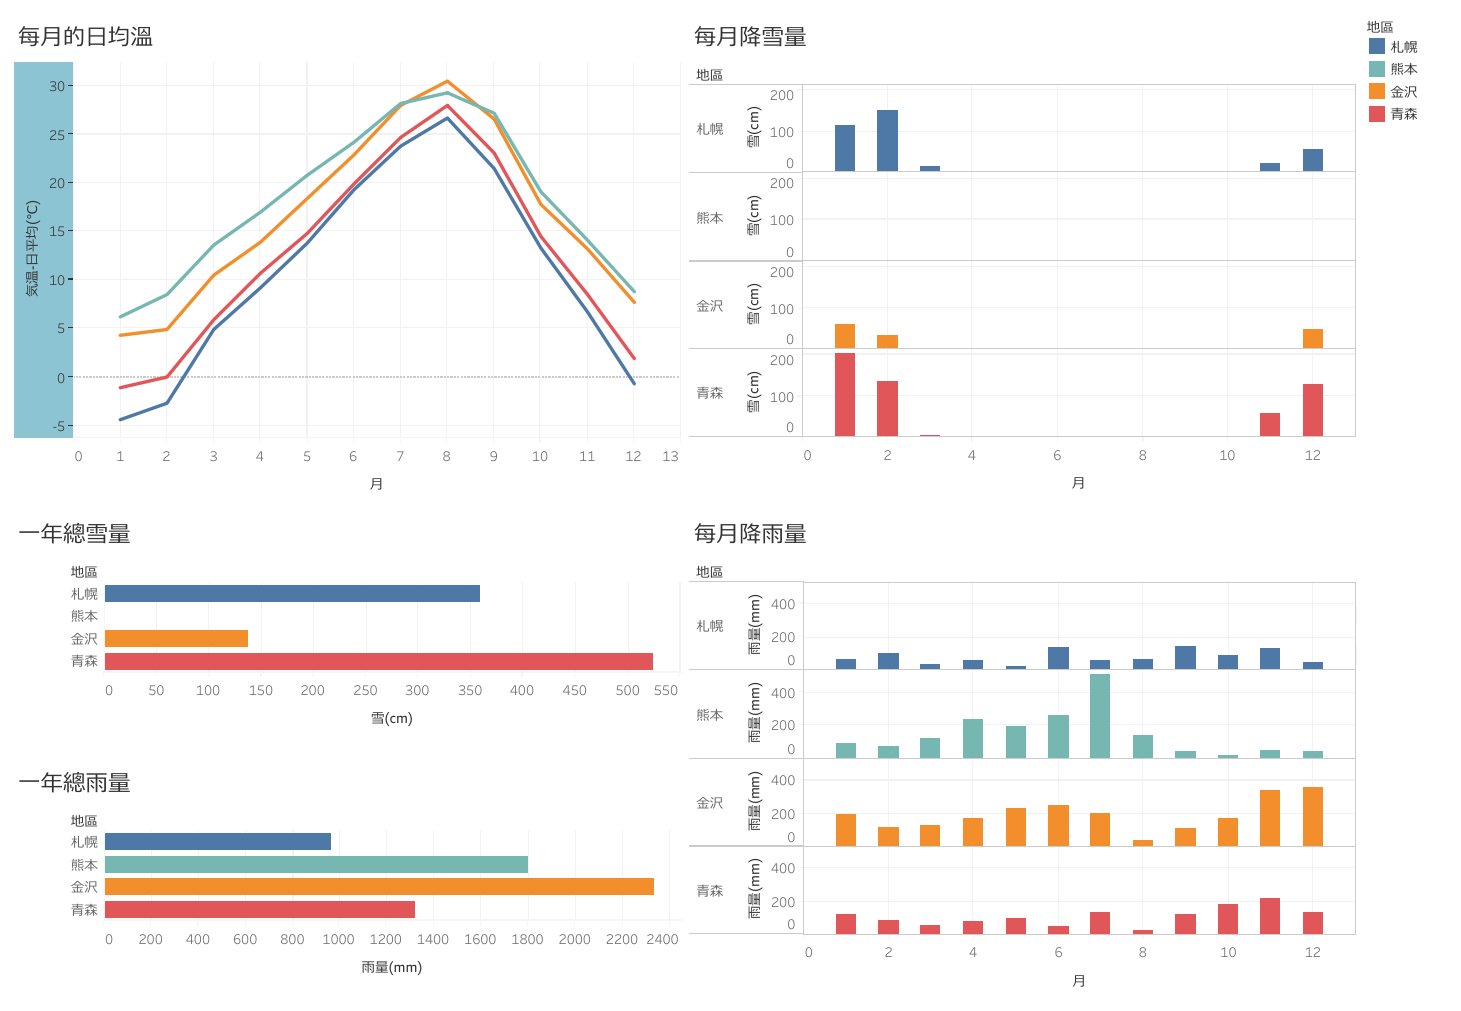 每月的日均溫
気温-日平均(℃)
30
25
20
15
10
5
0
-5
0 1 2 3 4 5 6 7 8 9 10 11 12 13
月
每月降雪量
地區
札幌 雪(cm) 200 100 0
熊本 雪(cm) 200 100 0
金沢 雪(cm) 200 100 0
青森 雪(cm) 200 100 0
0 2 4 6 8 10 12
月
地區
札幌
熊本
金沢
青森
一年總雪量
地區
札幌
熊本
金沢
青森
0 50 100 150 200 250 300 350 400 450 500 550
雪(cm)
一年總雨量
地區
札幌
熊本
金沢
青森
0 200 400 600 800 1000 1200 1400 1600 1800 2000 2200 2400
雨量(mm)
每月降雨量
地區
札幌 雨量(mm) 400 200 0
熊本 雨量(mm) 400 200 0
金沢 雨量(mm) 400 200 0
青森 雨量(mm) 400 200 0
0 2 4 6 8 10 12
月